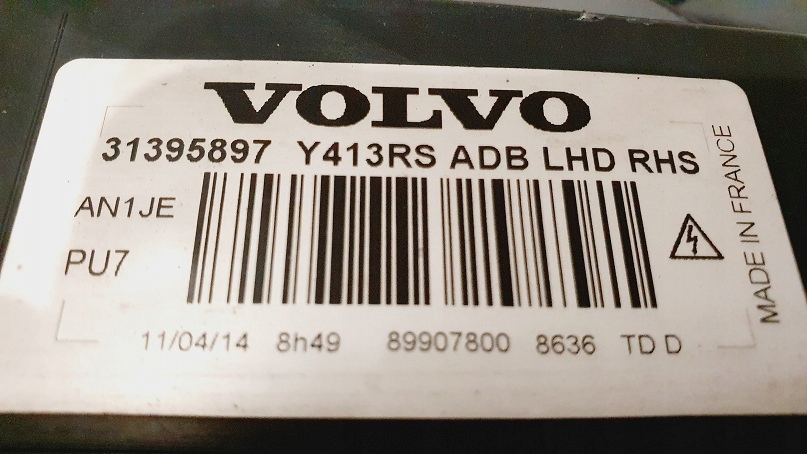 VOLVO
31395897 Y413RS ADB LHD RHS
AN1JE
PU7
MADE IN FRANCE
11/04/14 8h49 89907800 8636 TD D